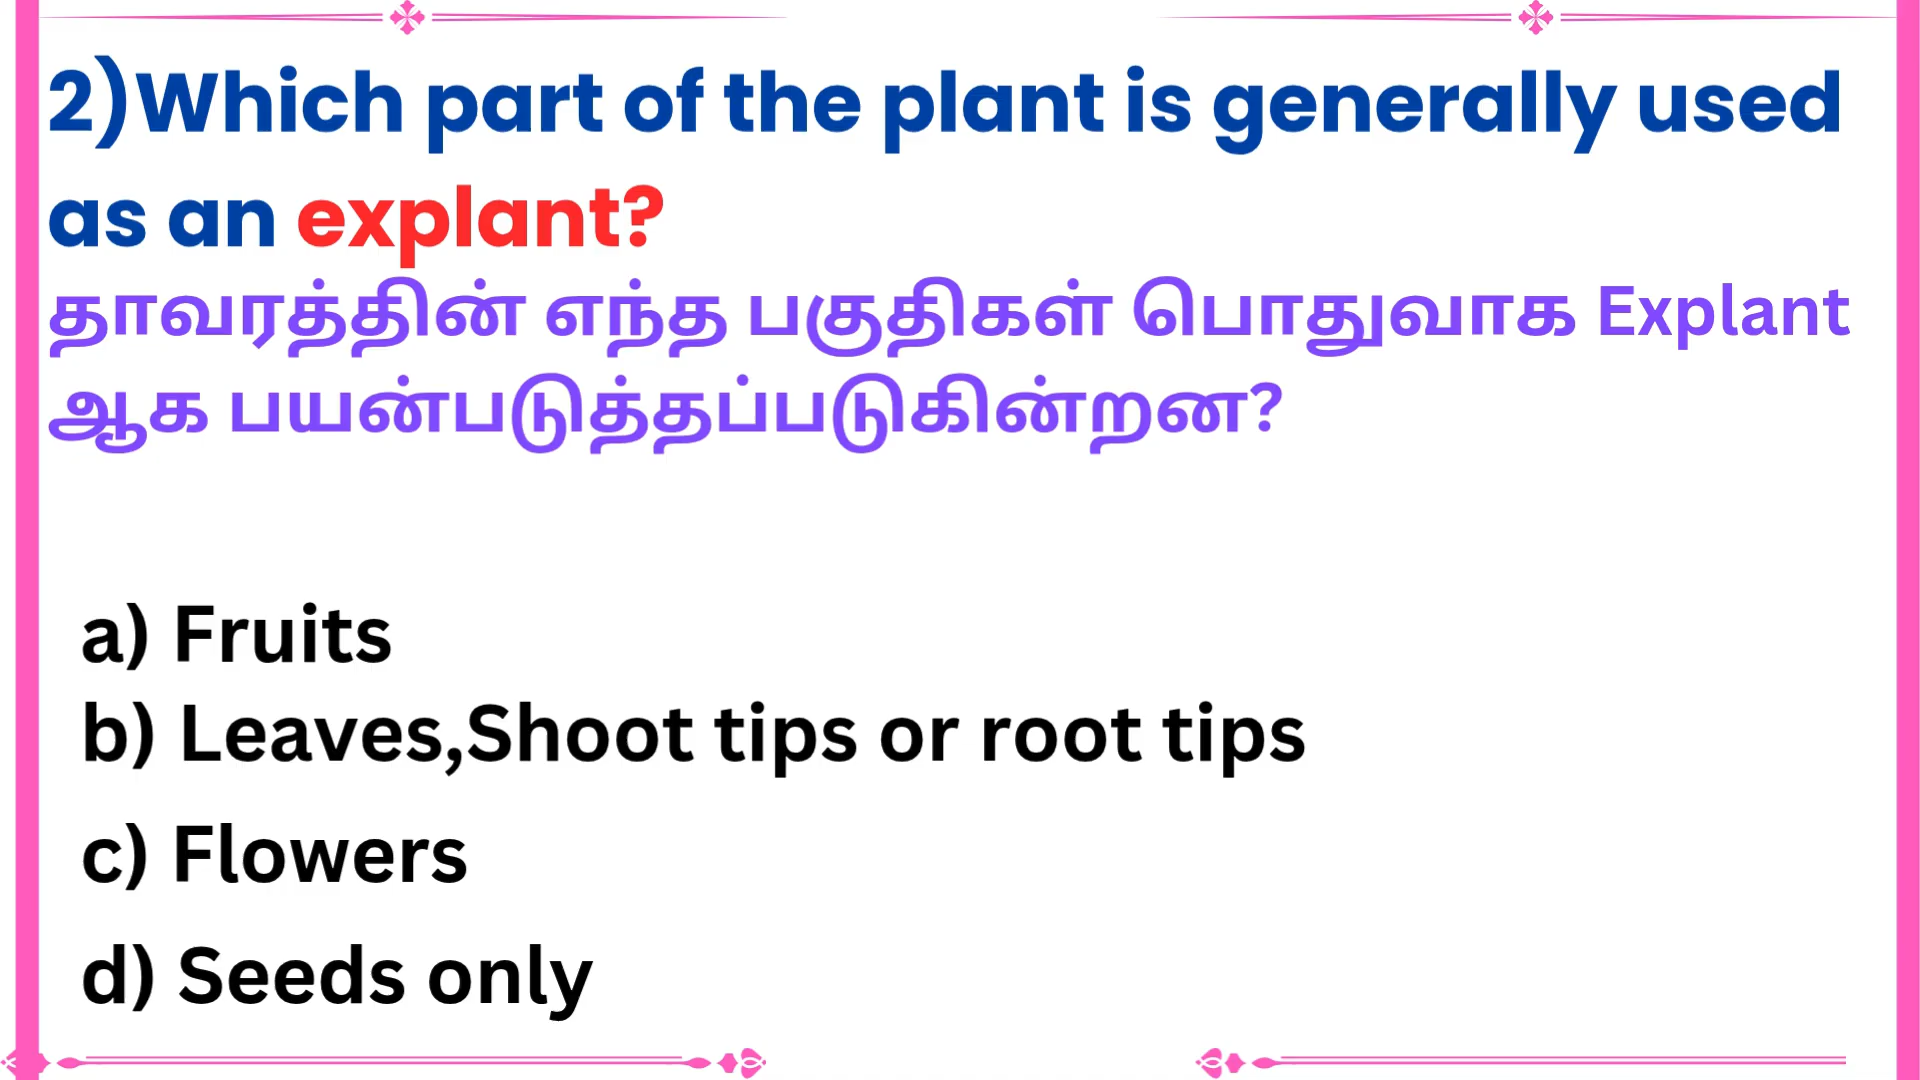 2)Which part of the plant is generally used
as an explant?
தாவரத்தின் எந்த பகுதிகள் பொதுவாக Explant
ஆக பயன்படுத்தப்படுகின்றன?
a) Fruits
b) Leaves,Shoot tips or root tips
c) Flowers
d) Seeds only